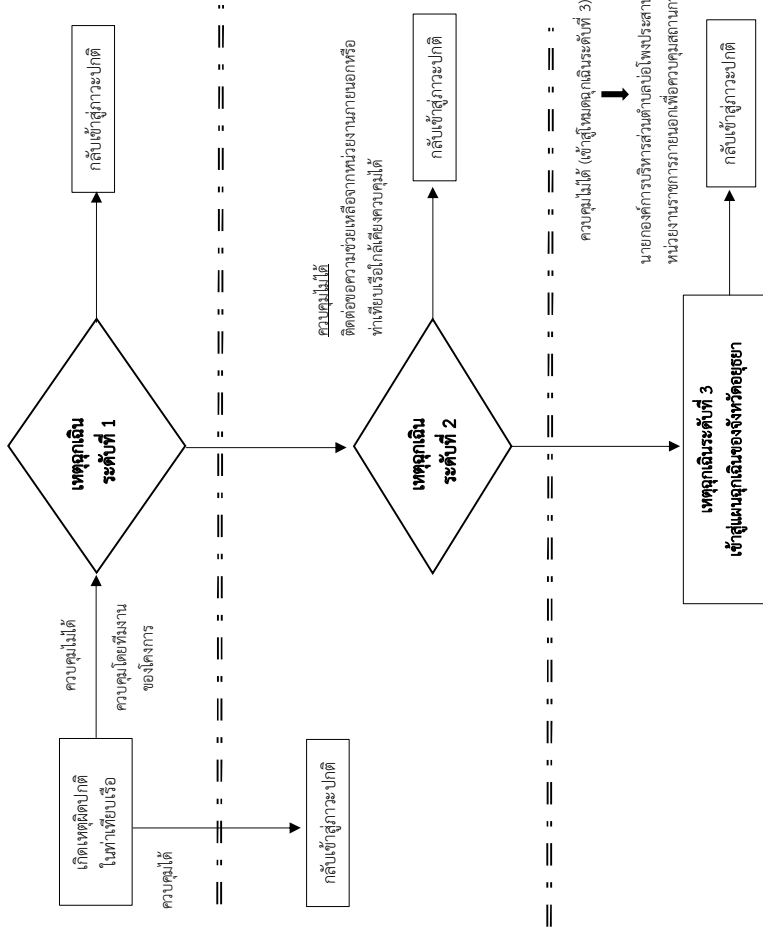 เกิดเหตุผิดปกติ
ในท่าเทียบเรือ
ควบคุมได้
กลับเข้าสู่ภาวะปกติ
ควบคุมไม่ได้
ควบคุมโดยทีมงาน
ของโครงการ
เหตุฉุกเฉิน
ระดับที่ 1
กลับเข้าสู่ภาวะปกติ
ควบคุมไม่ได้
ติดต่อขอความช่วยเหลือจากหน่วยงานภายนอกหรือ
ท่าเทียบเรือใกล้เคียงควบคุมได้
เหตุฉุกเฉิน
ระดับที่ 2
กลับเข้าสู่ภาวะปกติ
ควบคุมไม่ได้ (เข้าสู่โหมดฉุกเฉินระดับที่ 3)
นายกองค์การบริหารส่วนตำบลบ่อโพงประสาน
หน่วยงานราชการภายนอกเพื่อควบคุม
เหตุฉุกเฉินระดับที่ 3
เข้าสู่แผนฉุกเฉินของจังหวัดอยุธยา
กลับเข้าสู่ภาวะปกติ